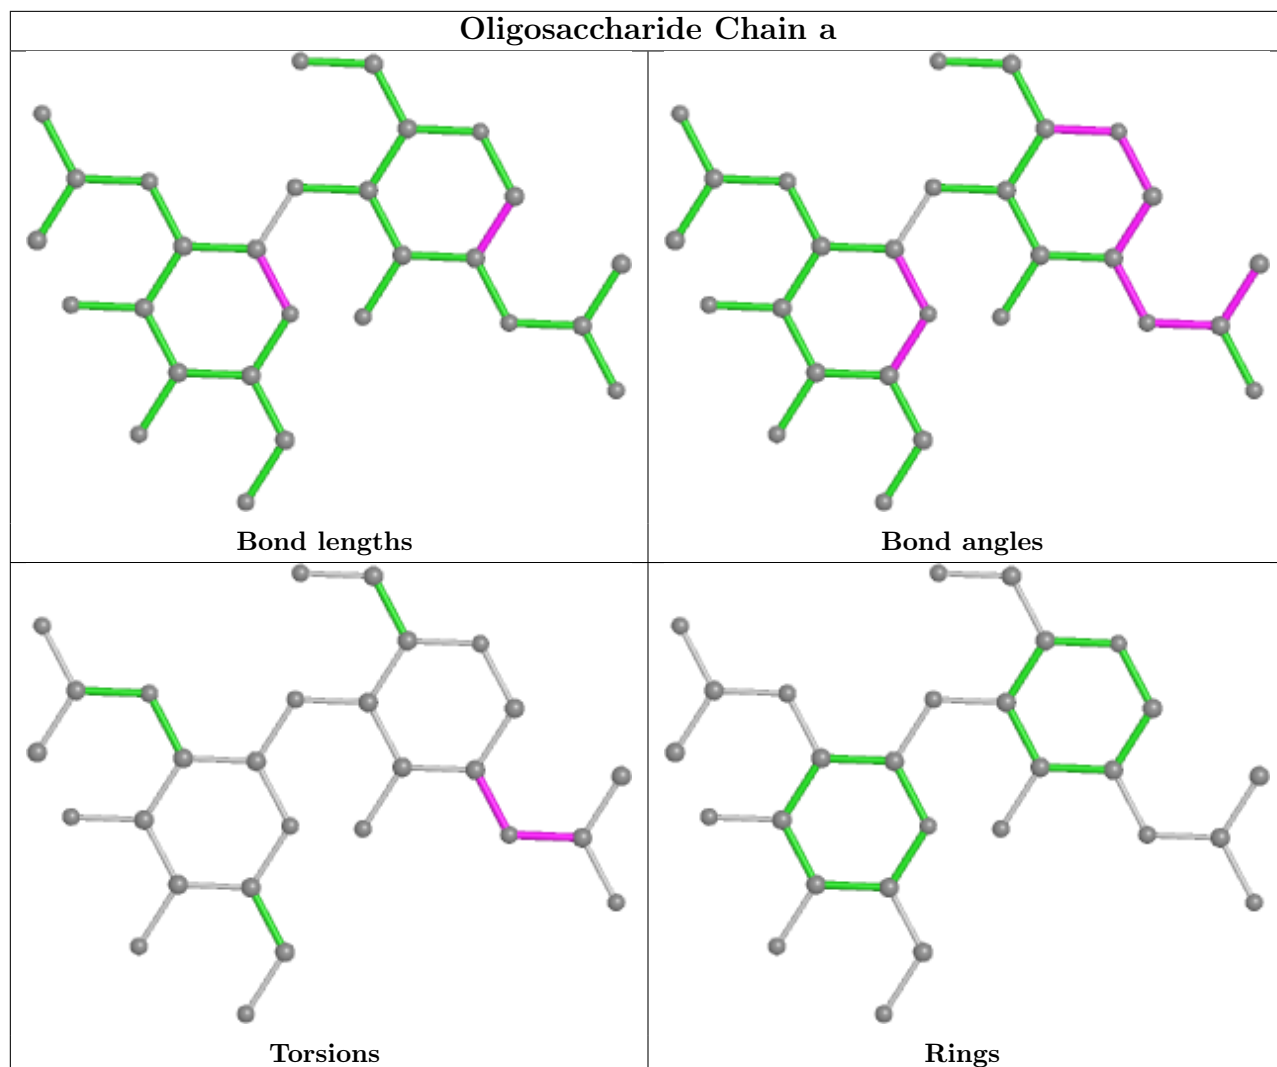 Oligosaccharide Chain a
Bond lengths
Bond angles
Torsions
Rings